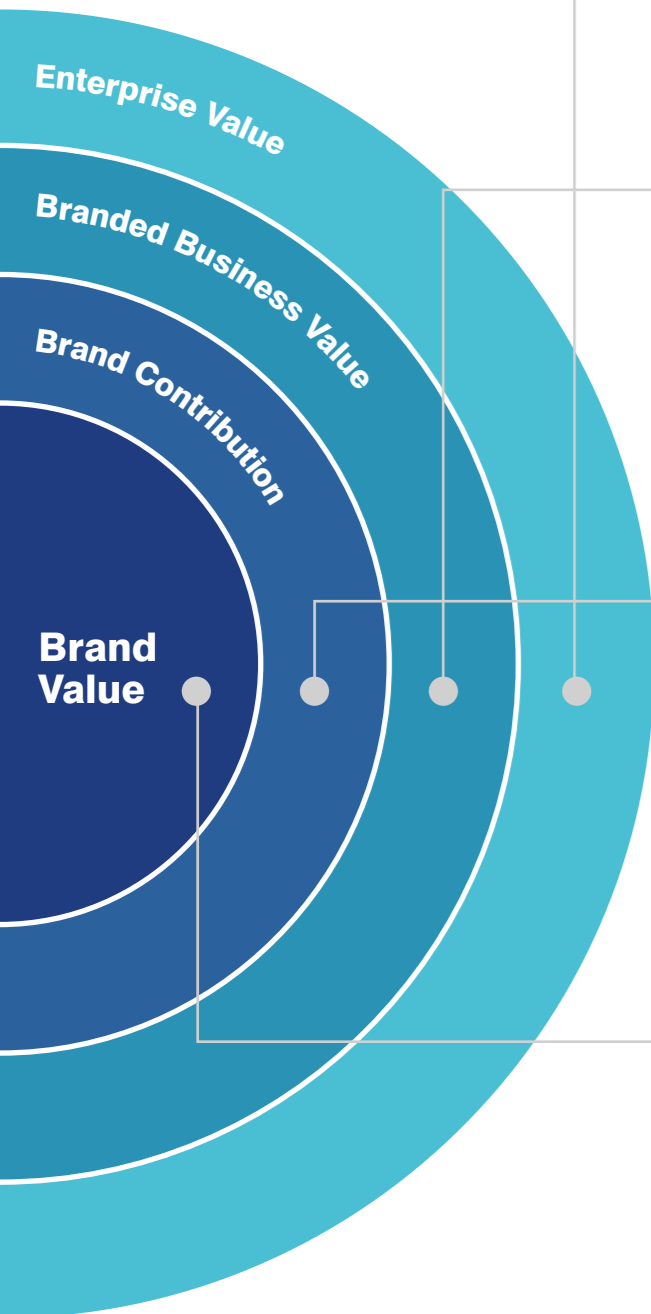 Enterprise Value
Branded Business Value
Brand Contribution
Brand
Value